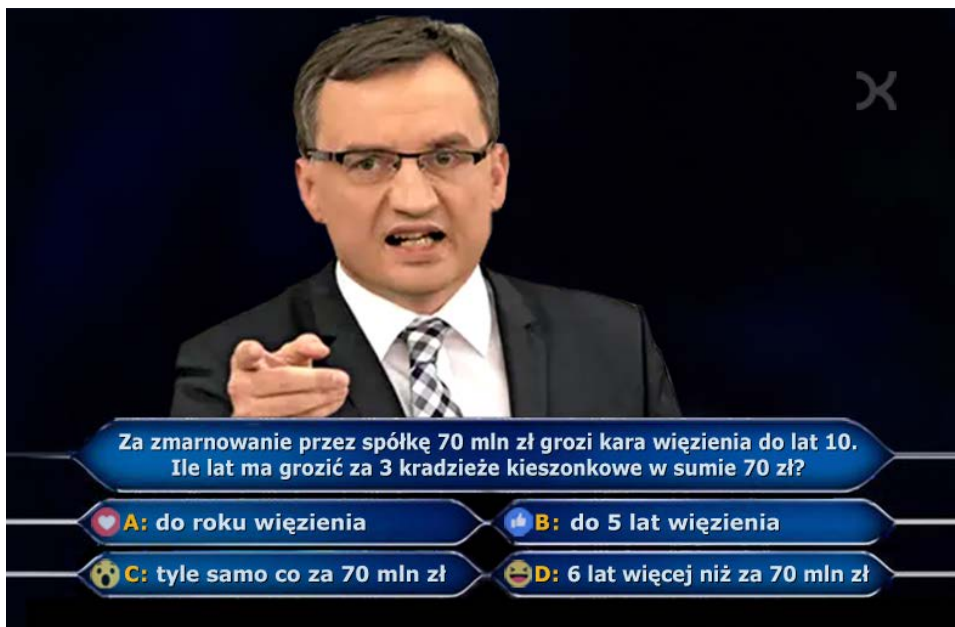 Za zmarnowanie przez spółkę 70 mln zł grozi kara więzienia do lat 10.
Ile lat ma grozić za 3 kradzieże kieszonkowe w sumie 70 zł?
A: do roku więzienia
B: do 5 lat więzienia
C: tyle samo co za 70 mln zł
D: 6 lat więcej niż za 70 mln zł